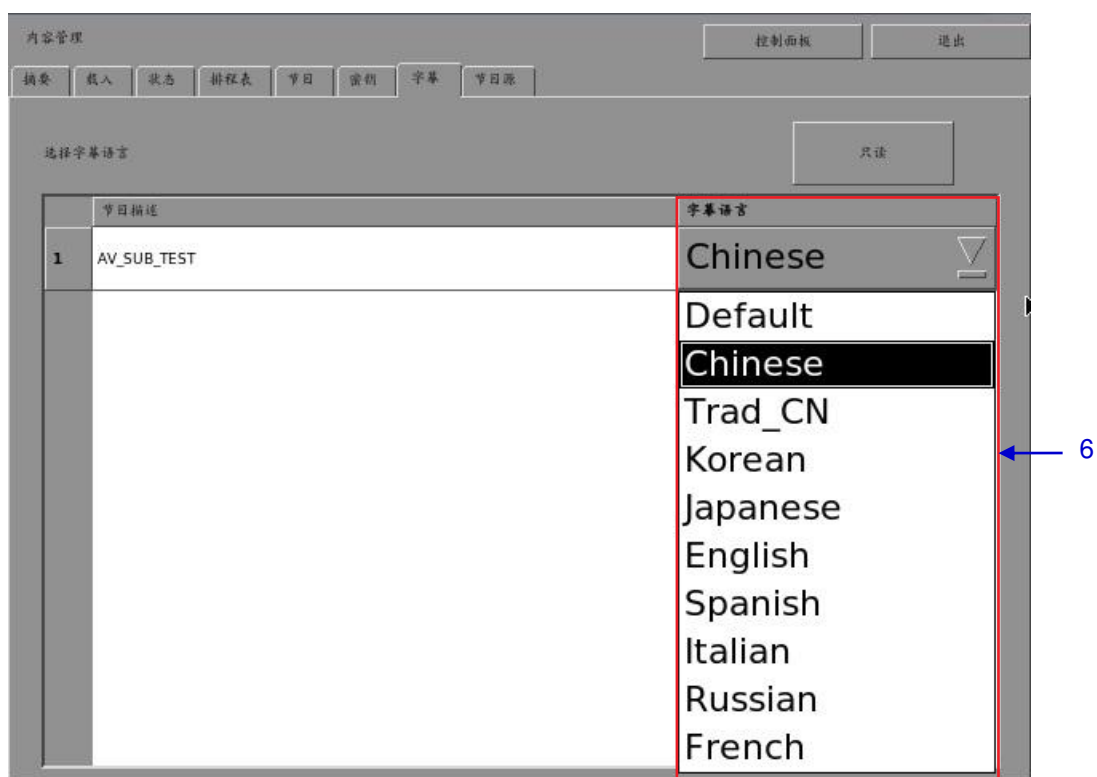 内容管理
控制面板 退出
摘要 载入 状态 排程表 节目 密钥 字幕 节目源
选择字幕语言
只读
节目描述 字幕语言
1 AV_SUB_TEST Chinese
Default
Chinese
Trad_CN
Korean
6
Japanese
English
Spanish
Italian
Russian
French